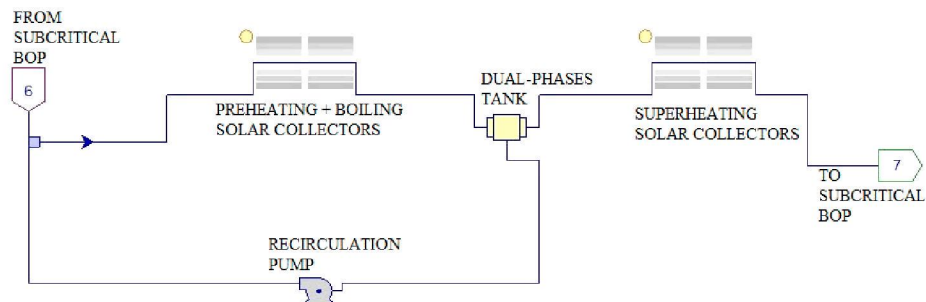 FROM
SUBCRITICAL
BOP
6
PREHEATING + BOILING
SOLAR COLLECTORS
DUAL-PHASES
TANK
SUPERHEATING
SOLAR COLLECTORS
7
TO
SUBCRITICAL
BOP
RECIRCULATION
PUMP